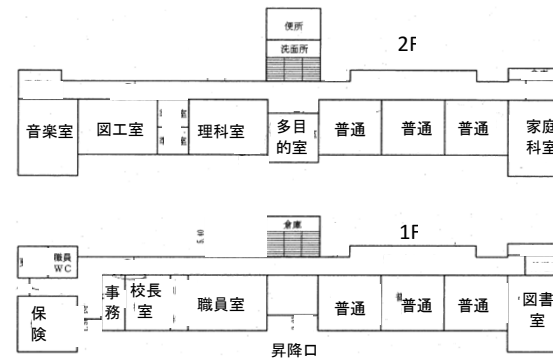 便所
洗面所
2F
音楽室
図工室
理科室
多目
的室
普通
普通
普通
家庭
科室
倉庫
1F
職員
WC
保
険
事
務
校長
室
職員室
普通
普通
普通
図書
室
昇降口